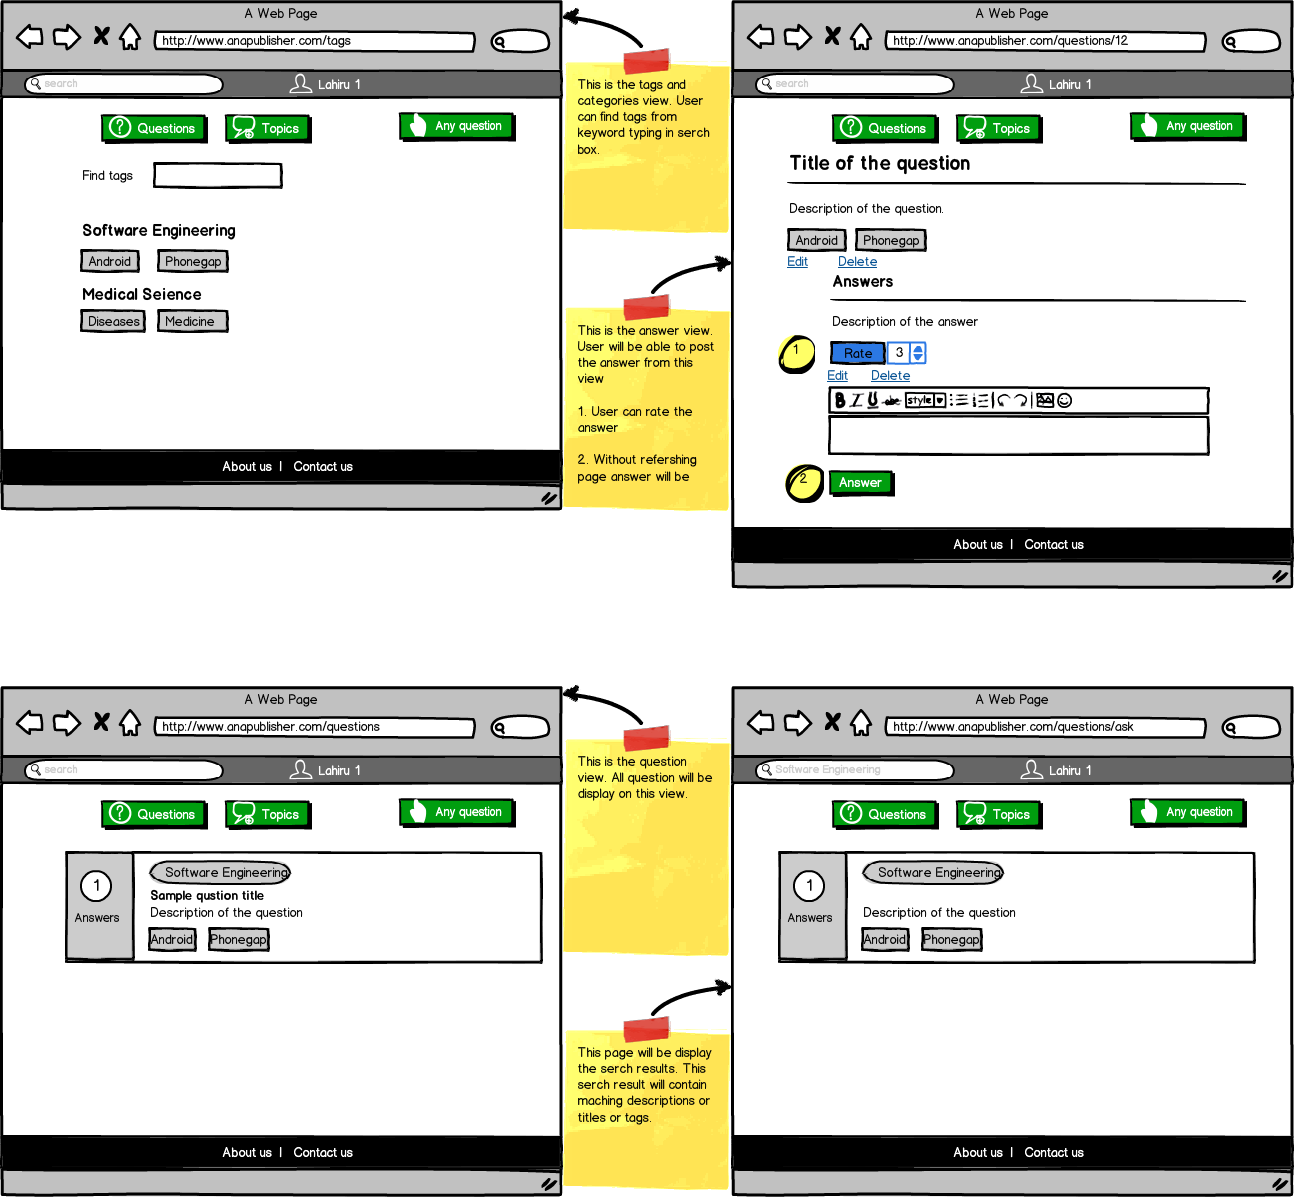 A Web Page
http://www.anapublisher.com/tags
search
Lahiru 1
Questions
Topics
Any question
Find tags
Software Engineering
Android
Phonegap
Medical Seience
Diseases
Medicine
About us | Contact us
This is the tags and
categories view. User
can find tags from
keyword typing in serch
box.
This is the answer view.
User will be able to post
the answer from this
view
1. User can rate the
answer
2. Without refershing
page answer will be
A Web Page
http://www.anapublisher.com/questions/12
search
Lahiru 1
Questions
Topics
Any question
Title of the question
Description of the question.
Android
Phonegap
Edit
Delete
Answers
Description of the answer
1
Rate
3
Edit
Delete
B I U abc style
2
Answer
About us | Contact us
A Web Page
http://www.anapublisher.com/questions
search
Lahiru 1
Questions
Topics
Any question
1
Answers
Software Engineering
Sample qustion title
Description of the question
Android
Phonegap
About us | Contact us
This is the question
view. All question will be
display on this view.
This page will be display
the serch results. This
serch result will contain
maching descriptions or
titles or tags.
A Web Page
http://www.anapublisher.com/questions/ask
Software Engineering
Lahiru 1
Questions
Topics
Any question
1
Answers
Software Engineering
Description of the question
Android
Phonegap
About us | Contact us